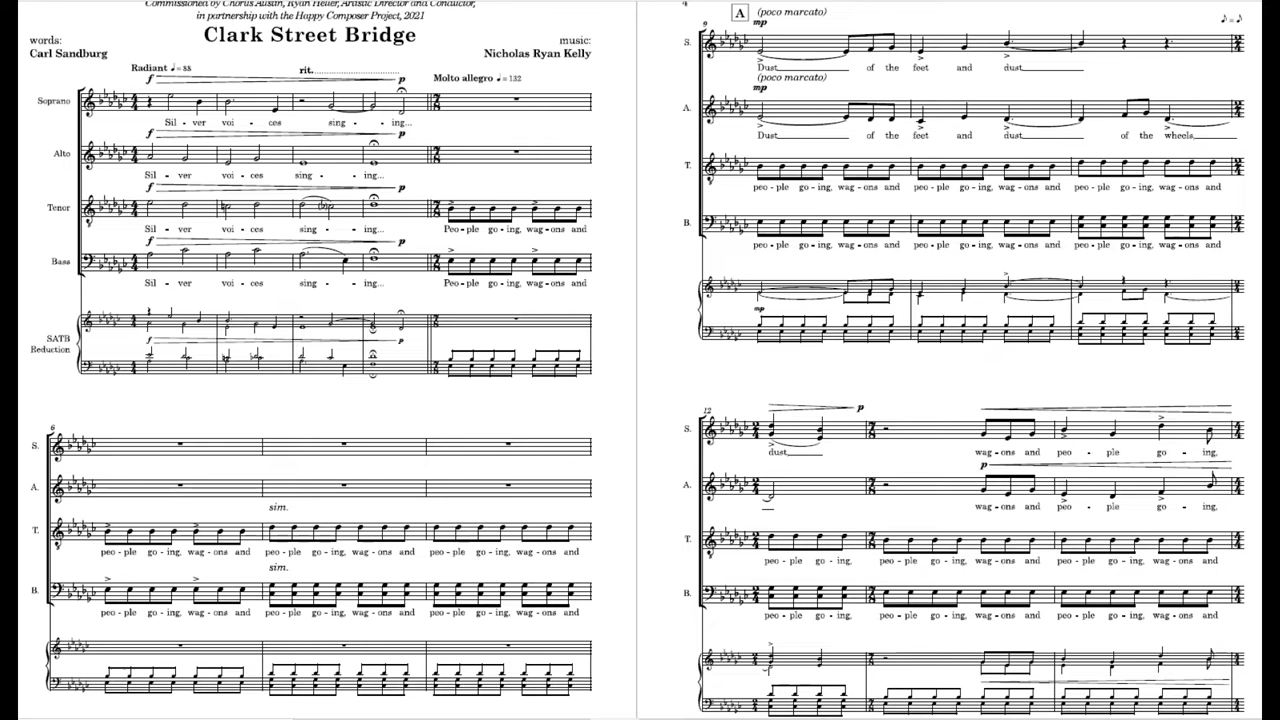 Commissioned by Chorus Austin, Ryan Heller, Artistic Director and Conductor,
in partnership with the Happy Composer Project, 2021
Clark Street Bridge
words:
Carl Sandburg
music:
Nicholas Ryan Kelly
Radiant ♩= 88
rit.
Molto allegro ♩= 132
f p
Soprano
Sil - ver voi - ces sing - ing...
f p
Alto
Sil - ver voi - ces sing - ing...
f p
Tenor
Sil - ver voi - ces sing - ing... Peo - ple go - ing, wag - ons and
f p
Bass
Sil - ver voi - ces sing - ing... Peo - ple go - ing, wag - ons and
SATB
Reduction
f p
6
S.
A.
sim.
T.
peo - ple go - ing, wag - ons and peo - ple go - ing, wag - ons and peo - ple go - ing, wag - ons and
sim.
B.
peo - ple go - ing, wag - ons and peo - ple go - ing, wag - ons and peo - ple go - ing, wag - ons and
4
A (poco marcato)
9
mp
♪ = ♪
S.
Dust of the feet and dust
(poco marcato)
mp
A.
Dust of the feet and dust of the wheels,
T.
peo - ple go - ing, wag - ons and peo - ple go - ing, wag - ons and peo - ple go - ing, wag - ons and
B.
peo - ple go - ing, wag - ons and peo - ple go - ing, wag - ons and peo - ple go - ing, wag - ons and
mp
12
p
S.
dust wag - ons and peo - ple go - ing,
p
A.
wag - ons and peo - ple go - ing,
T.
peo - ple go - ing, peo - ple go - ing, wag - ons and peo - ple go - ing, wag - ons and
B.
peo - ple go - ing, peo - ple go - ing, wag - ons and peo - ple go - ing, wag - ons and